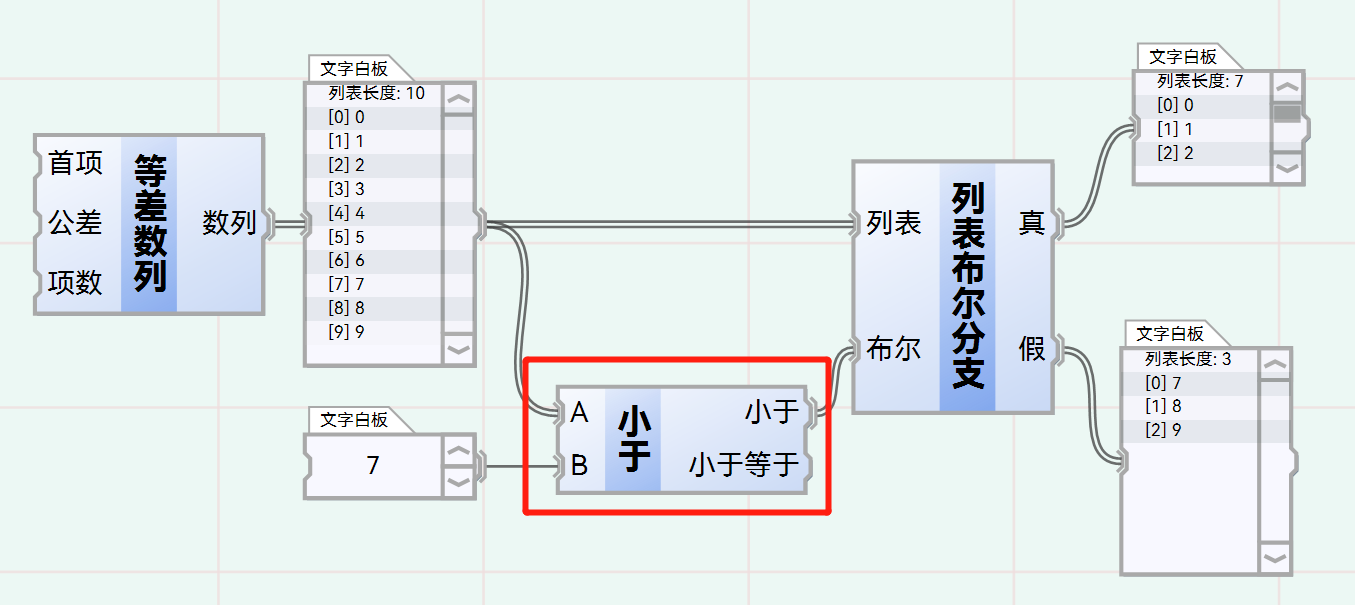 首项
公差
项数
等差数列
数列
文字白板
列表长度: 10
[0] 0
[1] 1
[2] 2
[3] 3
[4] 4
[5] 5
[6] 6
[7] 7
[8] 8
[9] 9
文字白板
7
A
B
小于
小于
小于等于
列表
布尔
列表布尔分支
真
假
文字白板
列表长度: 7
[0] 0
[1] 1
[2] 2
文字白板
列表长度: 3
[0] 7
[1] 8
[2] 9